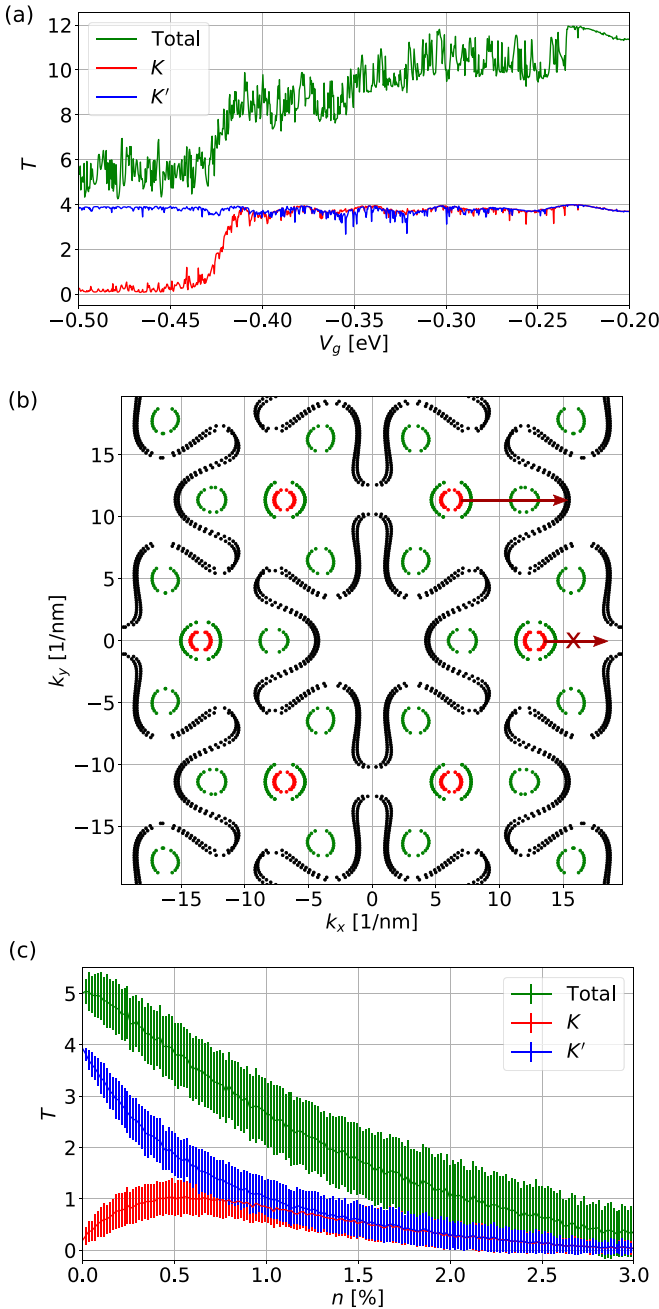 (a)
12
10
8
6
4
2
0
T
Total
K
K′
−0.50 −0.45 −0.40 −0.35 −0.30 −0.25 −0.20
V_g [eV]
(b)
15
10
5
0
−5
−10
−15
k_y [1/nm]
×
−15 −10 −5 0 5 10 15
k_x [1/nm]
(c)
5
4
3
2
1
0
T
Total
K
K′
0.0 0.5 1.0 1.5 2.0 2.5 3.0
n [%]